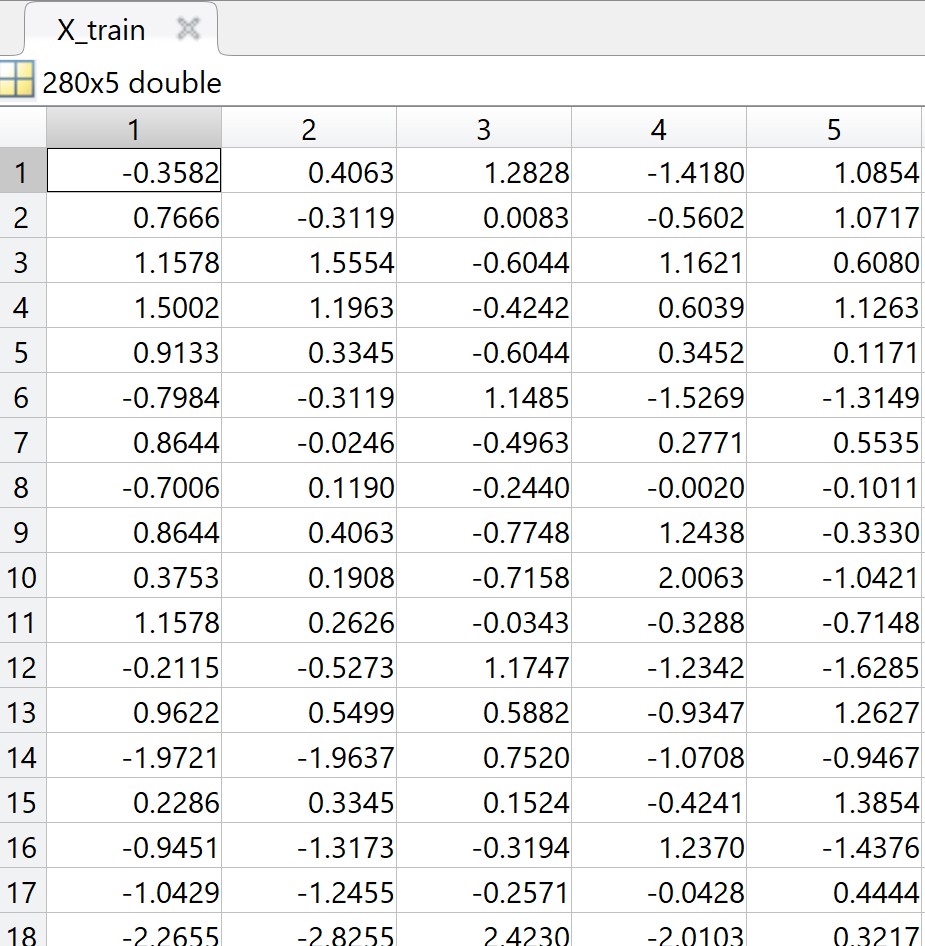 X_train
280x5 double
1 2 3 4 5
1 -0.3582 0.4063 1.2828 -1.4180 1.0854
2 0.7666 -0.3119 0.0083 -0.5602 1.0717
3 1.1578 1.5554 -0.6044 1.1621 0.6080
4 1.5002 1.1963 -0.4242 0.6039 1.1263
5 0.9133 0.3345 -0.6044 0.3452 0.1171
6 -0.7984 -0.3119 1.1485 -1.5269 -1.3149
7 0.8644 -0.0246 -0.4963 0.2771 0.5535
8 -0.7006 0.1190 -0.2440 -0.0020 -0.1011
9 0.8644 0.4063 -0.7748 1.2438 -0.3330
10 0.3753 0.1908 -0.7158 2.0063 -1.0421
11 1.1578 0.2626 -0.0343 -0.3288 -0.7148
12 -0.2115 -0.5273 1.1747 -1.2342 -1.6285
13 0.9622 0.5499 0.5882 -0.9347 1.2627
14 -1.9721 -1.9637 0.7520 -1.0708 -0.9467
15 0.2286 0.3345 0.1524 -0.4241 1.3854
16 -0.9451 -1.3173 -0.3194 1.2370 -1.4376
17 -1.0429 -1.2455 -0.2571 -0.0428 0.4444
18 -2.2655 -2.8255 2.4230 -2.0103 0.3217